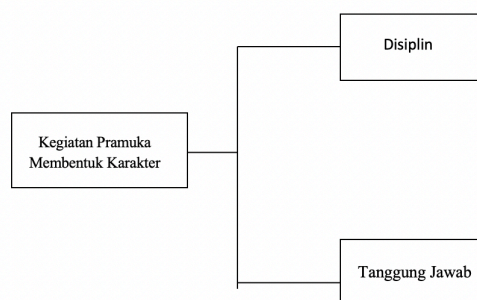 Disiplin
Kegiatan Pramuka
Membentuk Karakter
Tanggung Jawab